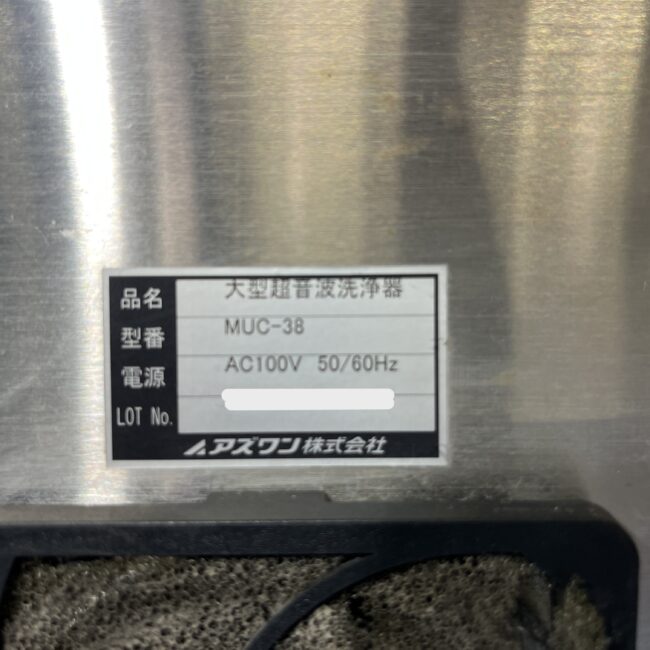 品名 大型超音波洗浄器
型番 MUC-38
電源 AC100V 50/60Hz
LOT No.
アズワン株式会社